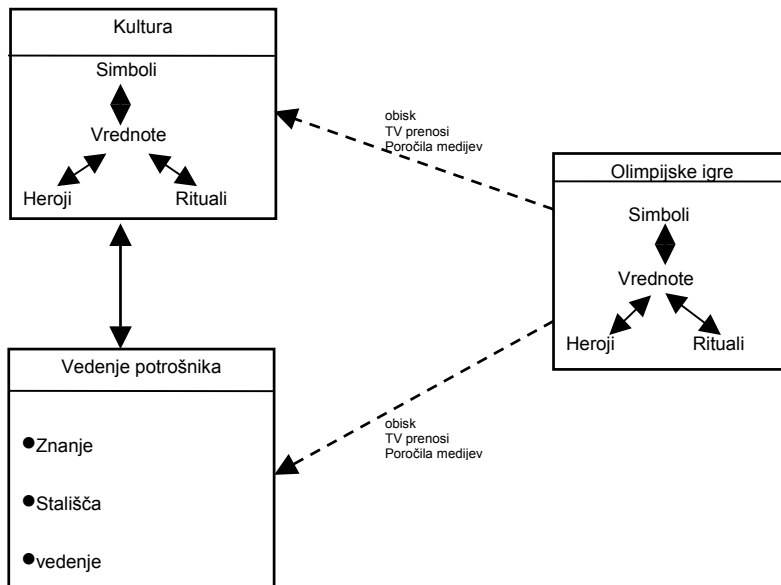 Kultura
Simboli
Vrednote
Heroji Rituali
obisk
TV prenosi
Poročila medijev
Olimpijske igre
Simboli
Vrednote
Heroji Rituali
Vedenje potrošnika
●Znanje
●Stališča
●vedenje
obisk
TV prenosi
Poročila medijev